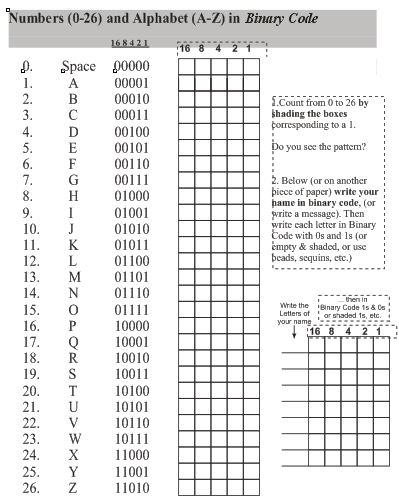 Numbers (0-26) and Alphabet (A-Z) in Binary Code
16 8 4 2 1
16 8 4 2 1
0. Space 00000
1. A 00001
2. B 00010
3. C 00011
4. D 00100
5. E 00101
6. F 00110
7. G 00111
8. H 01000
9. I 01001
10. J 01010
11. K 01011
12. L 01100
13. M 01101
14. N 01110
15. O 01111
16. P 10000
17. Q 10001
18. R 10010
19. S 10011
20. T 10100
21. U 10101
22. V 10110
23. W 10111
24. X 11000
25. Y 11001
26. Z 11010
1.Count from 0 to 26 by
shading the boxes
corresponding to a 1.
Do you see the pattern?
2. Below (or on another
piece of paper) write your
name in binary code, (or
write a message). Then
write each letter in Binary
Code with 0s and 1s (or
empty & shaded, or use
beads, sequins, etc.)
Write the
Letters of
your name
...then in
Binary Code 1s & 0s
or shaded 1s, etc.
16 8 4 2 1